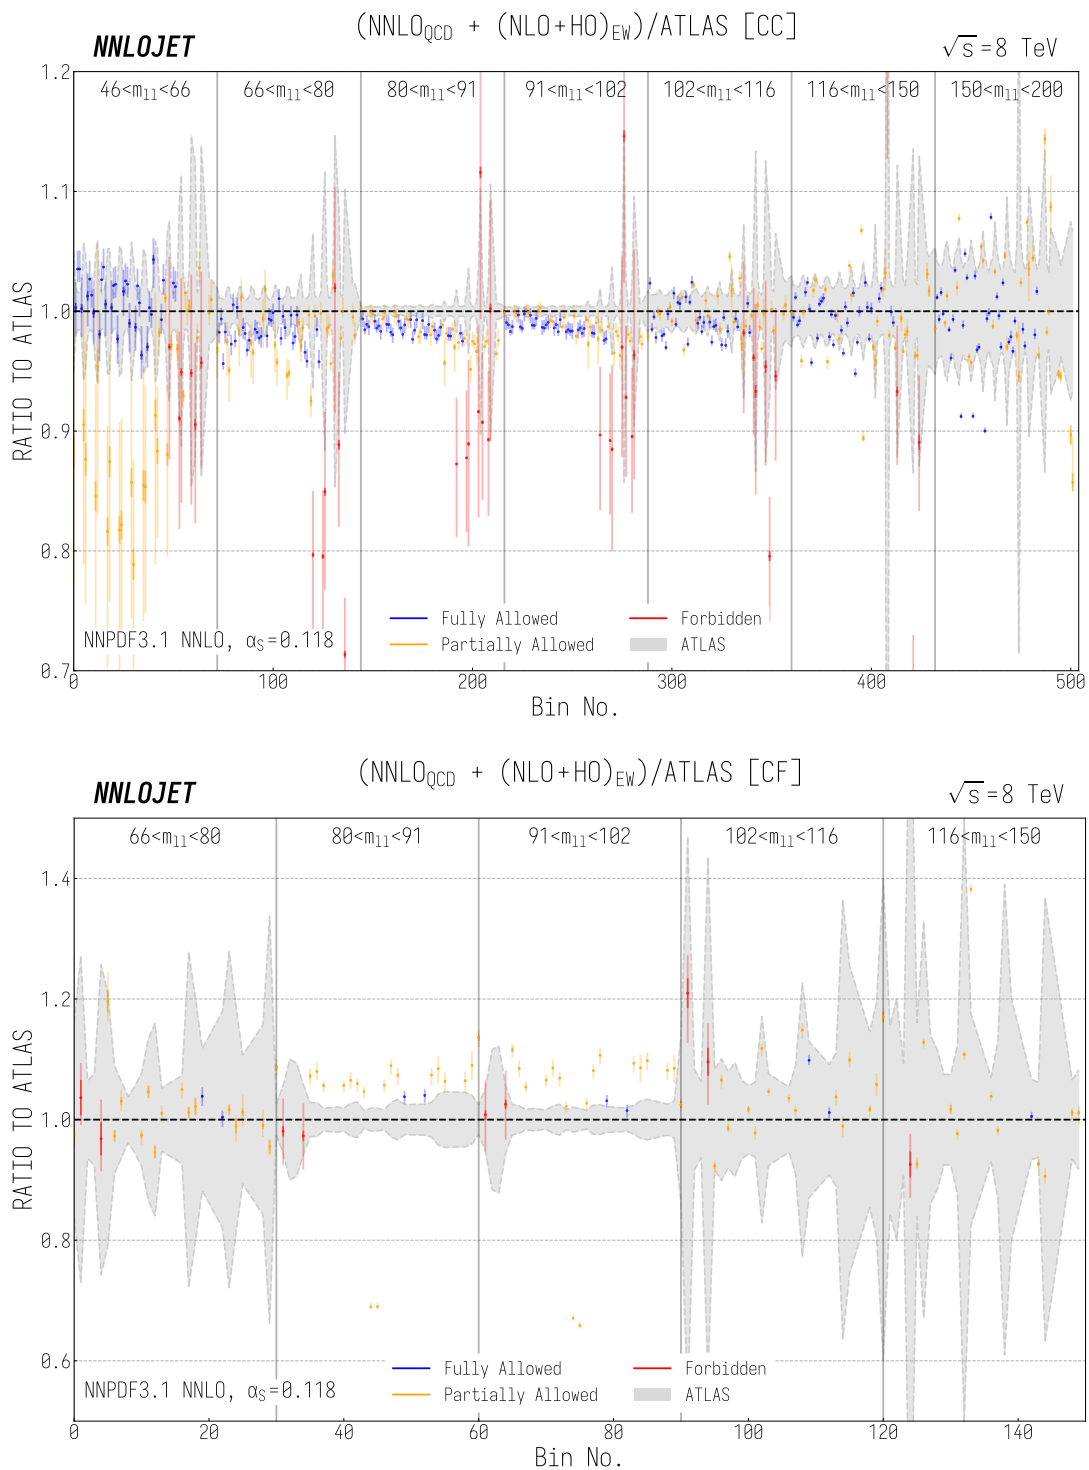 (NNLO_QCD + (NLO+HO)_EW)/ATLAS [CC]
NNLOJET
√s=8 TeV
46<m_ll<66 66<m_ll<80 80<m_ll<91 91<m_ll<102 102<m_ll<116 116<m_ll<150 150<m_ll<200
1.2
1.1
1.0
0.9
0.8
0.7
RATIO TO ATLAS
Fully Allowed
Partially Allowed
Forbidden
ATLAS
NNPDF3.1 NNLO, α_S=0.118
0 100 200 300 400 500
Bin No.
(NNLO_QCD + (NLO+HO)_EW)/ATLAS [CF]
NNLOJET
√s=8 TeV
66<m_ll<80 80<m_ll<91 91<m_ll<102 102<m_ll<116 116<m_ll<150
1.4
1.2
1.0
0.8
0.6
RATIO TO ATLAS
Fully Allowed
Partially Allowed
Forbidden
ATLAS
NNPDF3.1 NNLO, α_S=0.118
0 20 40 60 80 100 120 140
Bin No.